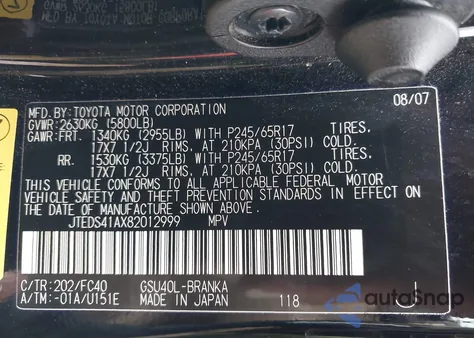 MFD.BY:TOYOTA MOTOR CORPORATION 08/07
GVWR:2630KG (5800LB)
GAWR:FRT. 1340KG (2955LB) WITH P245/65R17 TIRES.
17X7 1/2J RIMS, AT 210KPA (30PSI) COLD.
RR. 1530KG (3375LB) WITH P245/65R17 TIRES.
17X7 1/2J RIMS, AT 210KPA (30PSI) COLD.
THIS VEHICLE CONFORMS TO ALL APPLICABLE FEDERAL MOTOR
VEHICLE SAFETY AND THEFT PREVENTION STANDARDS IN EFFECT
ON THE DATE OF MANUFACTURE SHOWN ABOVE.
JTEDS41AX82012999 MPV
C/TR:202/FC40 GSU40L-BRANKA
A/TM:-01A/U151E MADE IN JAPAN 118
autoSnap